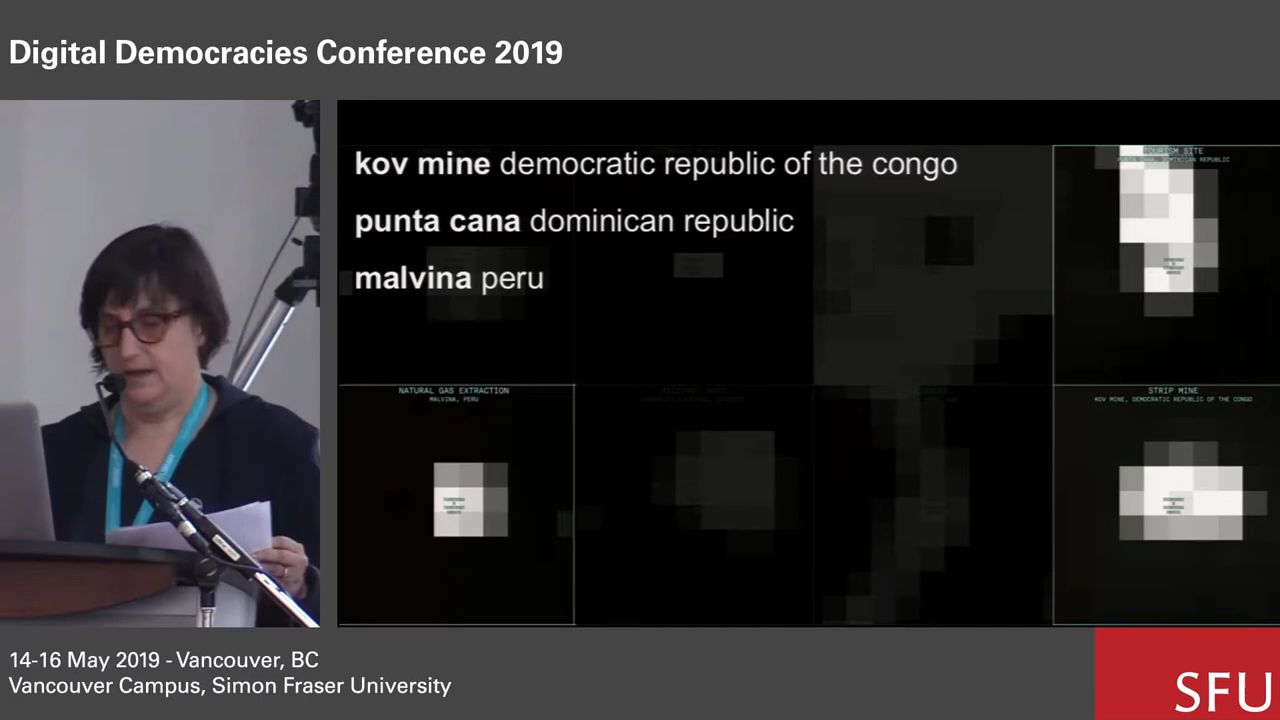 Digital Democracies Conference 2019
kov mine democratic republic of the congo
punta cana dominican republic
malvina peru
TOURISM SITE
PUNTA CANA, DOMINICAN REPUBLIC
NATURAL GAS EXTRACTION
MALVINA, PERU
STRIP MINE
KOV MINE, DEMOCRATIC REPUBLIC OF THE CONGO
14-16 May 2019 - Vancouver, BC
Vancouver Campus, Simon Fraser University
SFU